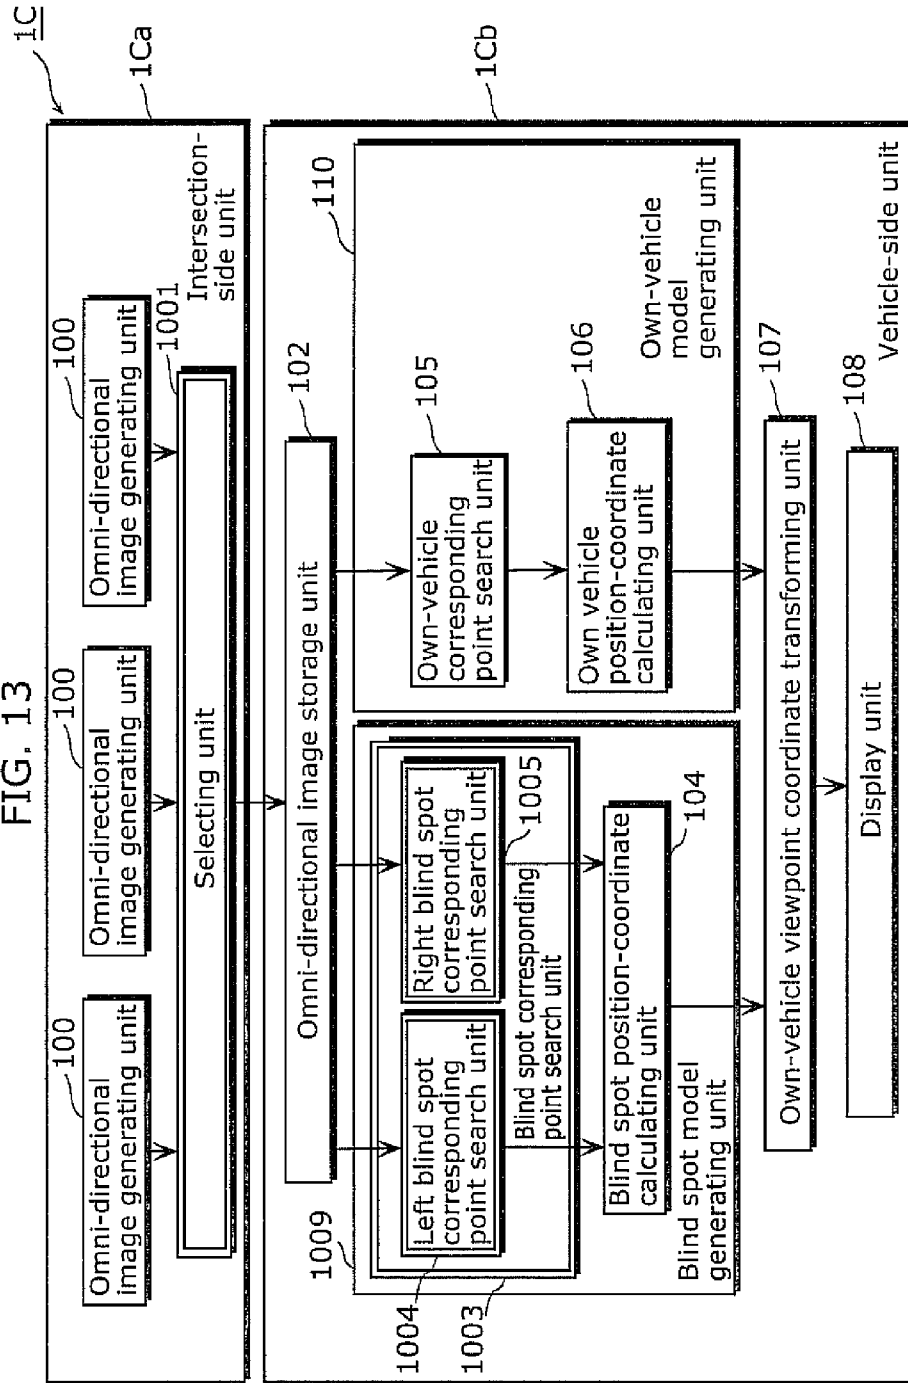 FIG. 13
1C
1Ca
100
Omni-directional
image generating unit
100
Omni-directional
image generating unit
100
Omni-directional
image generating unit
1001
Selecting unit
Intersection-
side unit
1Cb
102
Omni-directional image storage unit
110
1009
1004
Left blind spot
corresponding
point search unit
Right blind spot
corresponding
point search unit
1005
1003
Blind spot corresponding
point search unit
105
Own-vehicle
corresponding
point search unit
Blind spot position-coordinate
calculating unit
104
106
Own vehicle
position-coordinate
calculating unit
Blind spot model
generating unit
Own-vehicle
model
generating unit
107
Own-vehicle viewpoint coordinate transforming unit
108
Display unit
Vehicle-side unit